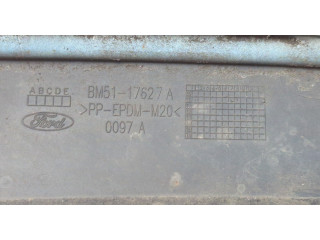 ABCDE BM51-17627 A
>PP-EPDM-M20<
Ford 0097 A